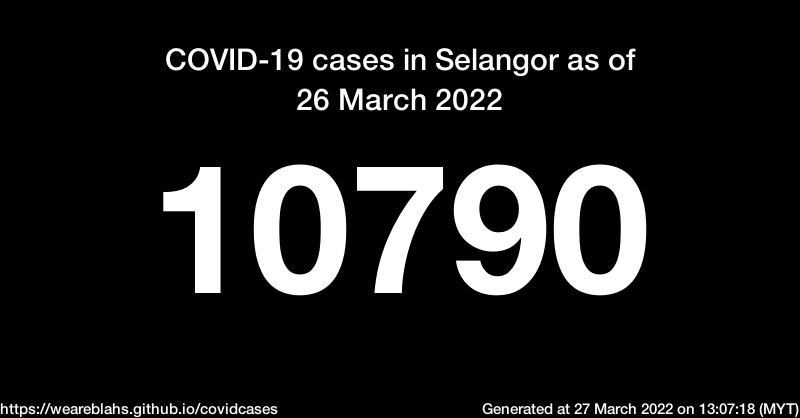 COVID-19 cases in Selangor as of
26 March 2022
10790
https://weareblahs.github.io/covidcases
Generated at 27 March 2022 on 13:07:18 (MYT)